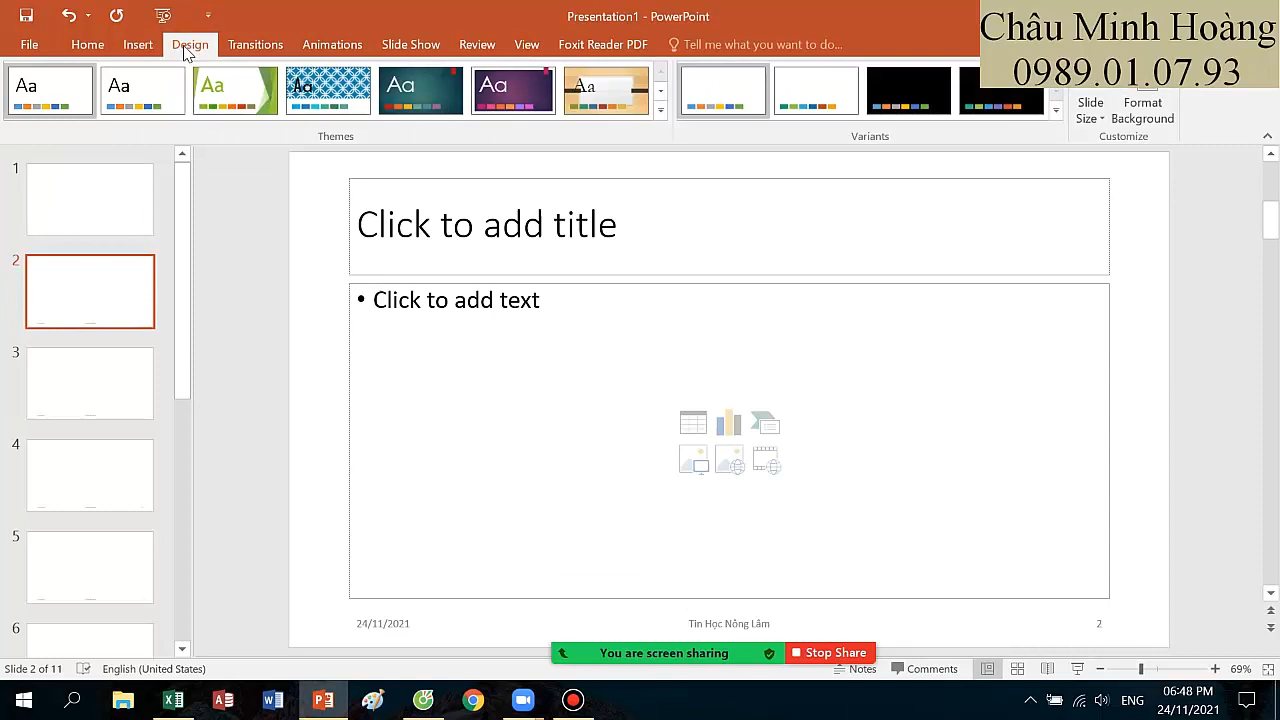 Presentation1 - PowerPoint
Châu Minh Hoàng
0989.01.07.93
File Home Insert Design Transitions Animations Slide Show Review View Foxit Reader PDF Tell me what you want to do...
Aa Aa Aa Aa Aa Aa Aa
Slide Size
Format Background
Themes Variants Customize
1
2
3
4
5
6
Click to add title
• Click to add text
24/11/2021 Tin Học Nông Lâm 2
You are screen sharing Stop Share
Slide 2 of 11 English (United States) Notes Comments 69%
ENG 06:48 PM
24/11/2021